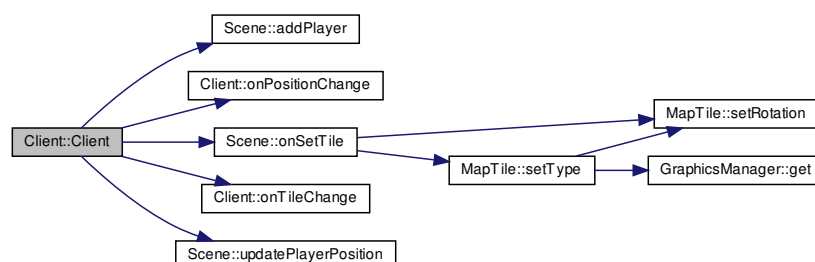 Scene::addPlayer
Client::onPositionChange
MapTile::setRotation
Client::Client
Scene::onSetTile
MapTile::setType
GraphicsManager::get
Client::onTileChange
Scene::updatePlayerPosition